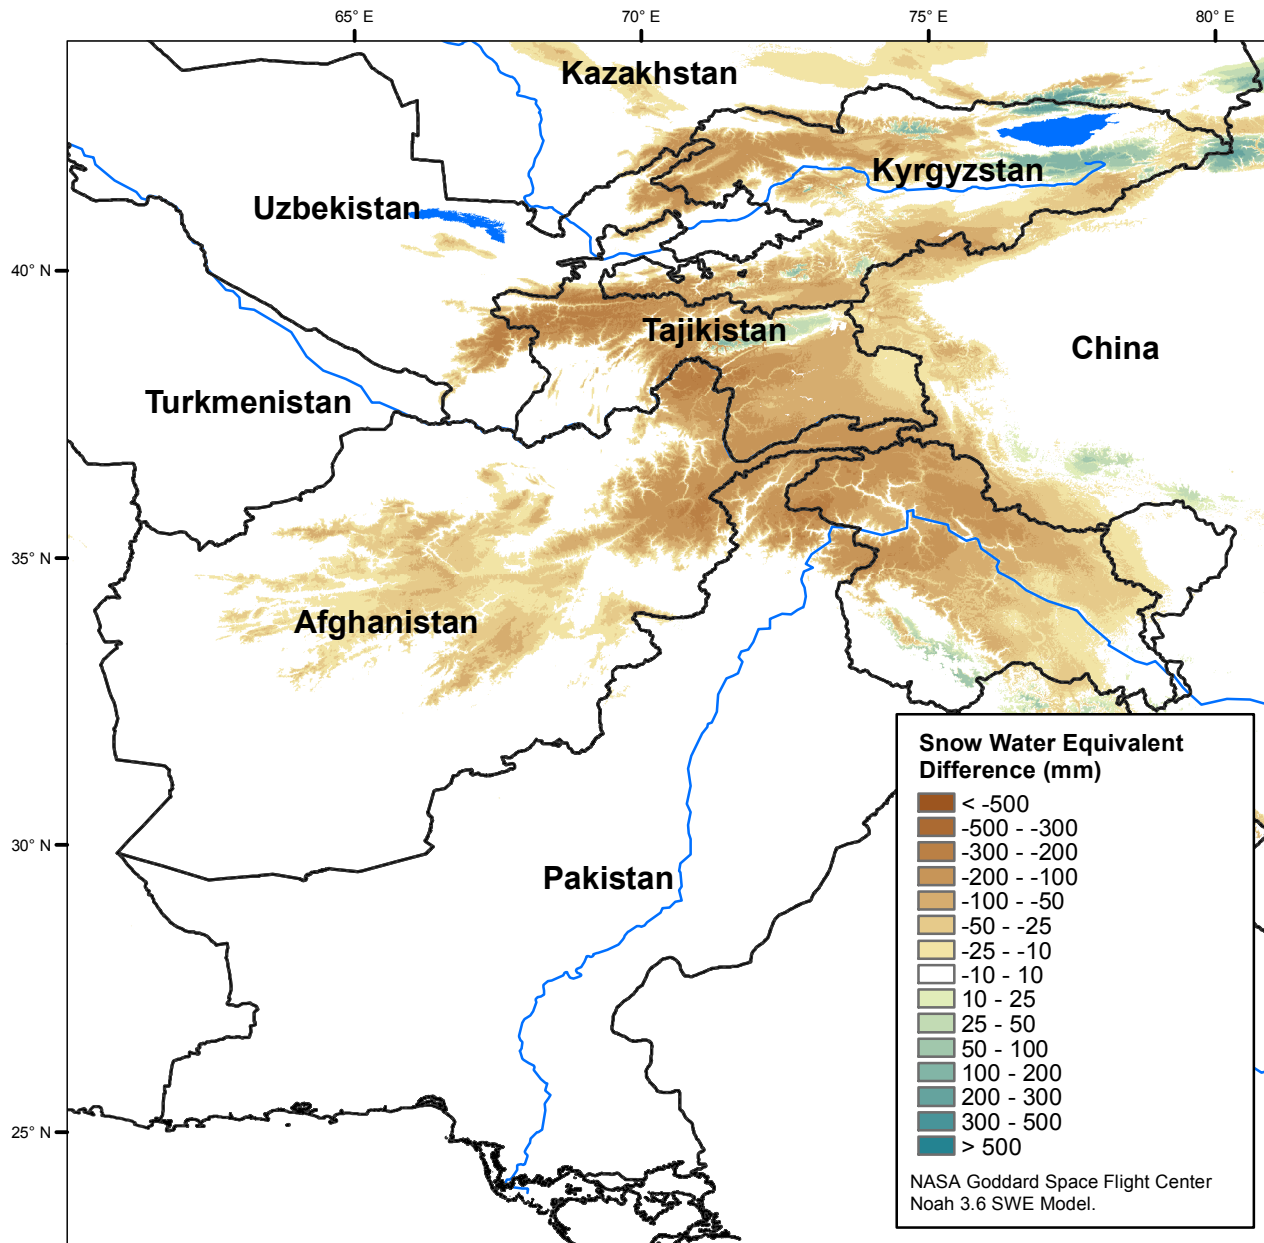 65° E
70° E
75° E
80° E
Kazakhstan
Kyrgyzstan
Uzbekistan
40° N
Tajikistan
China
Turkmenistan
35° N
Afghanistan
Snow Water Equivalent
Difference (mm)
< -500
-500 - -300
-300 - -200
-200 - -100
-100 - -50
-50 - -25
-25 - -10
-10 - 10
10 - 25
25 - 50
50 - 100
100 - 200
200 - 300
300 - 500
> 500
NASA Goddard Space Flight Center
Noah 3.6 SWE Model.
30° N
Pakistan
25° N